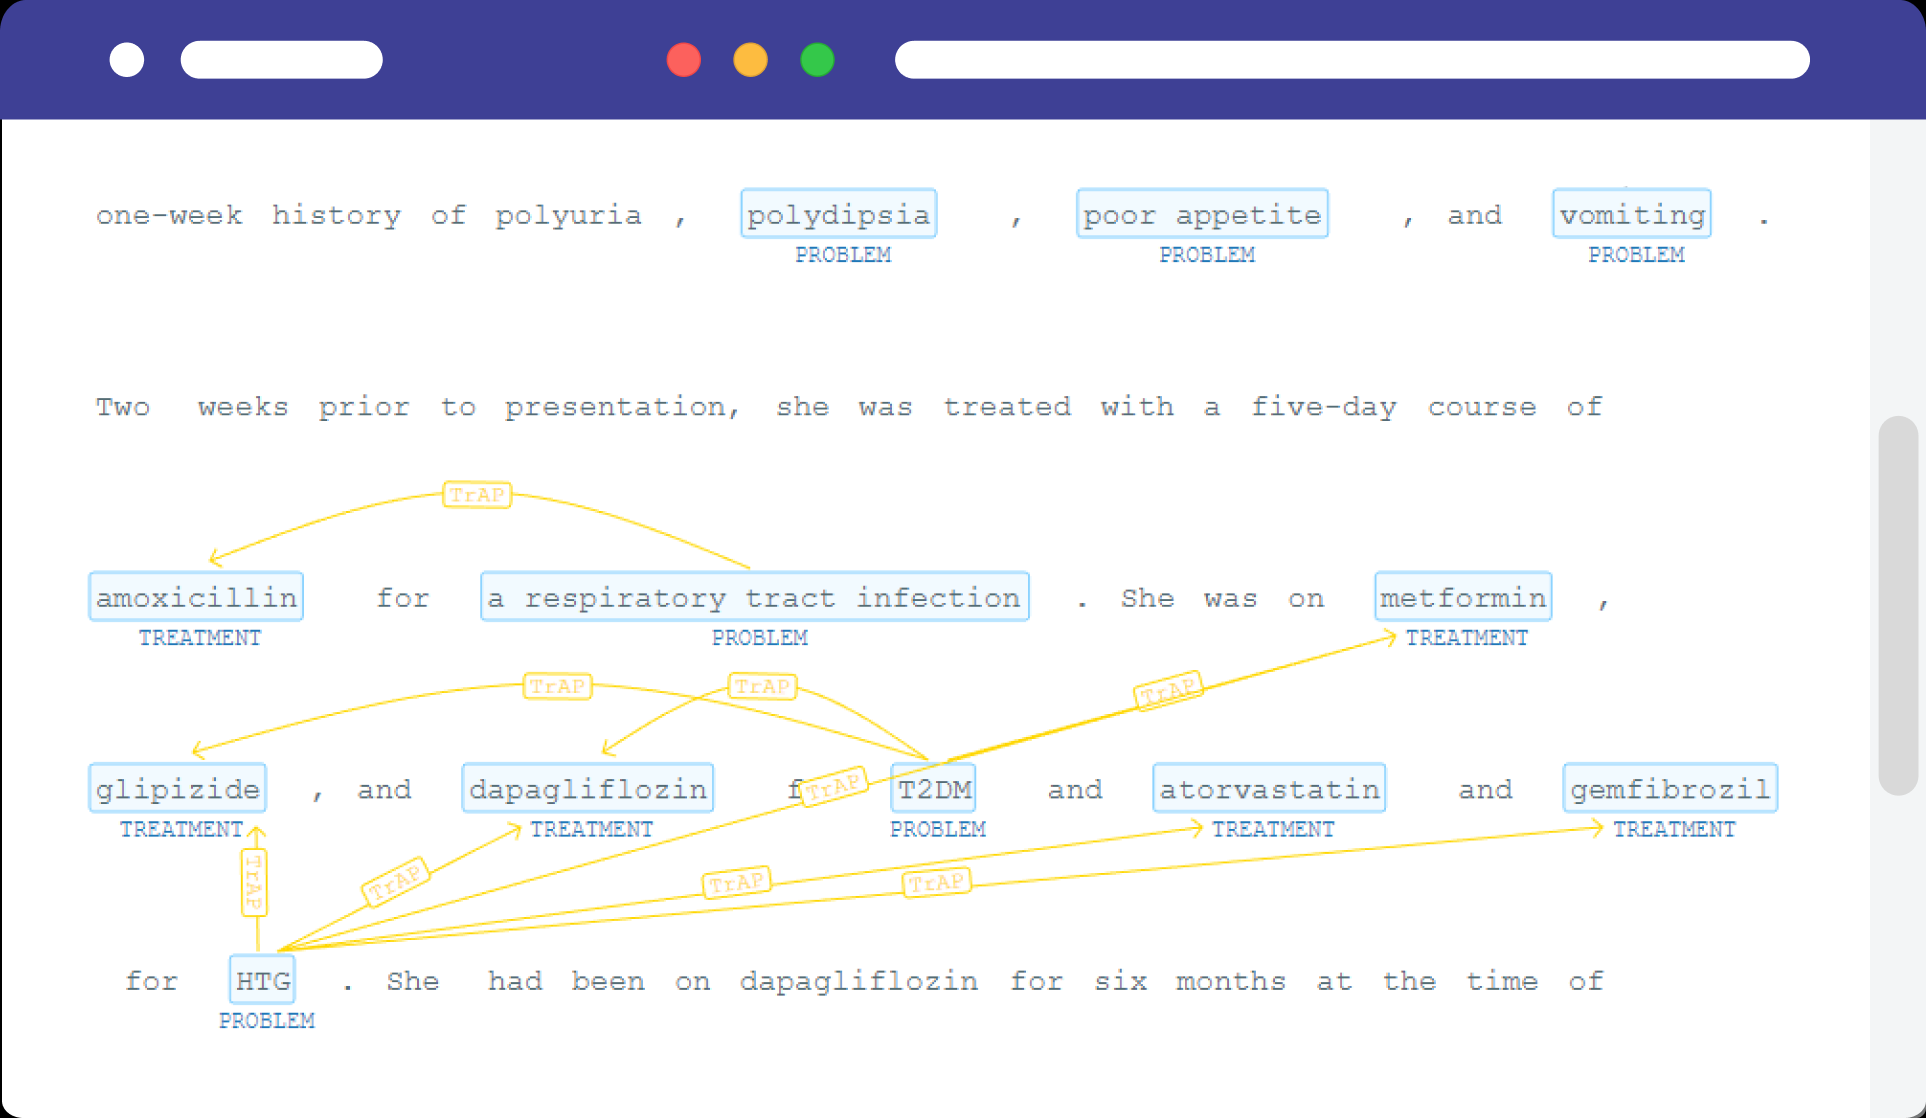 one-week history of polyuria , polydipsia , poor appetite , and vomiting .
PROBLEM PROBLEM PROBLEM
Two weeks prior to presentation, she was treated with a five-day course of
TrAP
amoxicillin for a respiratory tract infection . She was on metformin ,
TREATMENT PROBLEM TREATMENT
TrAP TrAP TrAP
glipizide , and dapagliflozin f TrAP T2DM and atorvastatin and gemfibrozil
TREATMENT TREATMENT PROBLEM TREATMENT TREATMENT
TrAP TrAP TrAP TrAP
for HTG . She had been on dapagliflozin for six months at the time of
PROBLEM